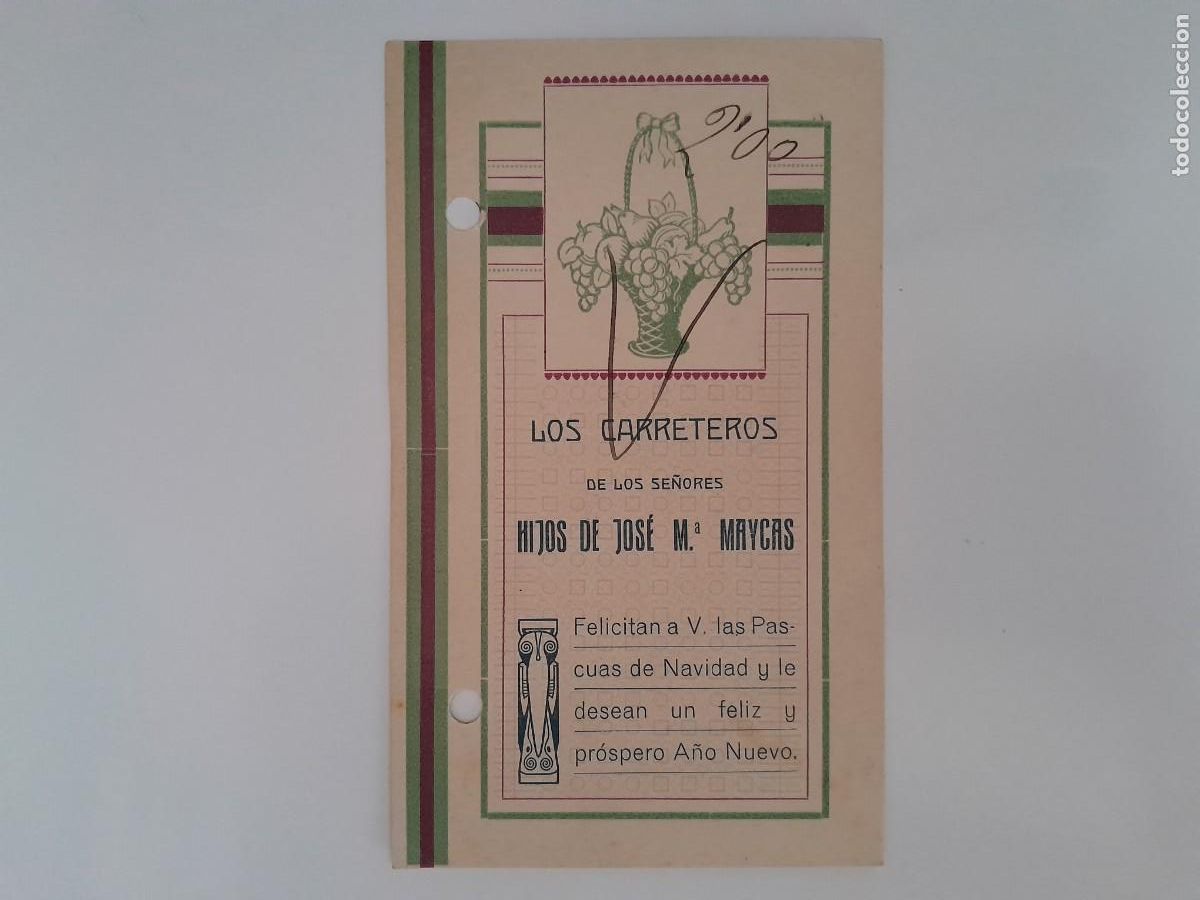 9'00
LOS CARRETEROS
DE LOS SEÑORES
HIJOS DE JOSÉ M.ª MAYCAS
Felicitan a V. las Pas-
cuas de Navidad y le
desean un feliz y
próspero Año Nuevo.
todocoleccion